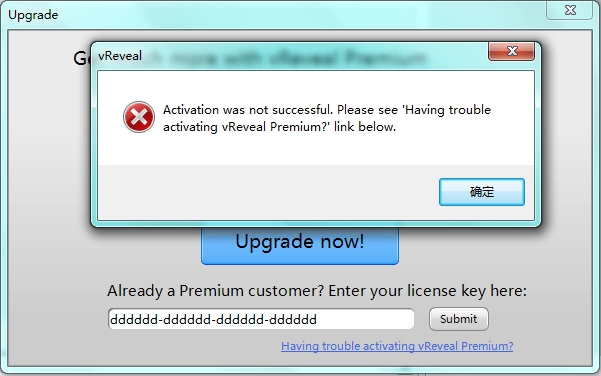 Upgrade
more with vReveal Premium
vReveal
Activation was not successful. Please see 'Having trouble
activating vReveal Premium?' link below.
确定
Upgrade now!
Already a Premium customer? Enter your license key here:
dddddd-dddddd-dddddd-dddddd
Submit
Having trouble activating vReveal Premium?